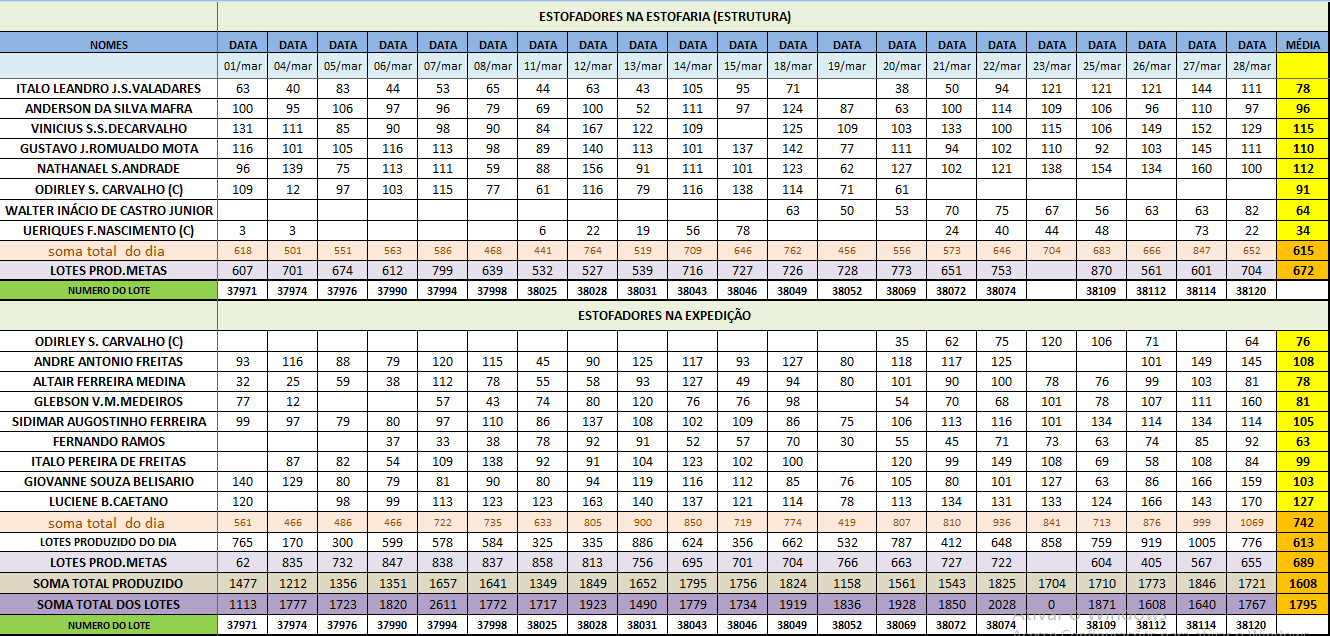 ESTOFADORES NA ESTOFARIA (ESTRUTURA)
NOMES DATA DATA DATA DATA DATA DATA DATA DATA DATA DATA DATA DATA DATA DATA DATA DATA DATA DATA DATA DATA DATA MÉDIA
01/mar 04/mar 05/mar 06/mar 07/mar 08/mar 11/mar 12/mar 13/mar 14/mar 15/mar 18/mar 19/mar 20/mar 21/mar 22/mar 23/mar 25/mar 26/mar 27/mar 28/mar
ITALO LEANDRO J.S.VALADARES 63 40 83 44 53 65 44 63 43 105 95 71 38 50 94 121 121 121 144 111 78
ANDERSON DA SILVA MAFRA 100 95 106 97 96 79 69 100 52 111 97 124 87 63 100 114 109 106 96 110 97 96
VINICIUS S.S.DECARVALHO 131 111 85 90 98 90 84 167 122 109 125 109 103 133 100 115 106 149 152 129 115
GUSTAVO J.ROMUALDO MOTA 116 101 105 116 113 98 89 140 113 101 137 142 77 111 94 102 110 92 103 145 111 110
NATHANAEL S.ANDRADE 96 139 75 113 111 59 88 156 91 111 101 123 62 127 102 121 138 154 134 160 100 112
ODIRLEY S. CARVALHO (C) 109 12 97 103 115 77 61 116 79 116 138 114 71 61 91
WALTER INÁCIO DE CASTRO JUNIOR 63 50 53 70 75 67 56 63 63 82 64
UERIQUES F.NASCIMENTO (C) 3 3 6 22 19 56 78 24 40 44 48 73 22 34
soma total do dia 618 501 551 563 586 468 441 764 519 709 646 762 456 556 573 646 704 683 666 847 652 615
LOTES PROD.METAS 607 701 674 612 799 639 532 527 539 716 727 726 728 773 651 753 870 561 601 704 672
NUMERO DO LOTE 37971 37974 37976 37990 37994 37998 38025 38028 38031 38043 38046 38049 38052 38069 38072 38074 38109 38112 38114 38120
ESTOFADORES NA EXPEDIÇÃO
ODIRLEY S. CARVALHO (C) 35 62 75 120 106 71 64 76
ANDRE ANTONIO FREITAS 93 116 88 79 120 115 45 90 125 117 93 127 80 118 117 125 101 149 145 108
ALTAIR FERREIRA MEDINA 32 25 59 38 112 78 55 58 93 127 49 94 80 101 90 100 78 76 99 103 81 78
GLEBSON V.M.MEDEIROS 77 12 57 43 74 80 120 76 76 98 54 70 68 101 78 107 111 160 81
SIDIMAR AUGOSTINHO FERREIRA 99 97 79 80 97 110 86 137 108 102 109 86 75 106 113 116 101 134 114 134 114 105
FERNANDO RAMOS 37 33 38 78 92 91 52 57 70 30 55 45 71 73 63 74 85 92 63
ITALO PEREIRA DE FREITAS 87 82 54 109 138 92 91 104 123 102 100 120 99 149 108 69 58 108 84 99
GIOVANNE SOUZA BELISARIO 140 129 80 79 81 90 80 94 119 116 112 85 76 105 80 101 127 63 86 166 159 103
LUCIENE B.CAETANO 120 98 99 113 123 123 163 140 137 121 114 78 113 134 131 133 124 166 143 170 127
soma total do dia 561 466 486 466 722 735 633 805 900 850 719 774 419 807 810 936 841 713 876 999 1069 742
LOTES PRODUZIDO DO DIA 765 170 300 599 578 584 325 335 886 624 356 662 532 787 412 648 858 759 919 1005 776 613
LOTES PROD.METAS 62 835 732 847 838 837 858 813 756 695 701 704 766 663 727 722 604 405 567 655 689
SOMA TOTAL PRODUZIDO 1477 1212 1356 1351 1657 1641 1349 1849 1652 1795 1756 1824 1158 1561 1543 1825 1704 1710 1773 1846 1721 1608
SOMA TOTAL DOS LOTES 1113 1777 1723 1820 2611 1772 1717 1923 1490 1779 1734 1919 1836 1928 1850 2028 0 1871 1608 1640 1767 1795
Ativar o Windows
NUMERO DO LOTE 37971 37974 37976 37990 37994 37998 38025 38028 38031 38043 38046 38049 38052 38069 38072 38074 38109 38112 38114 38120